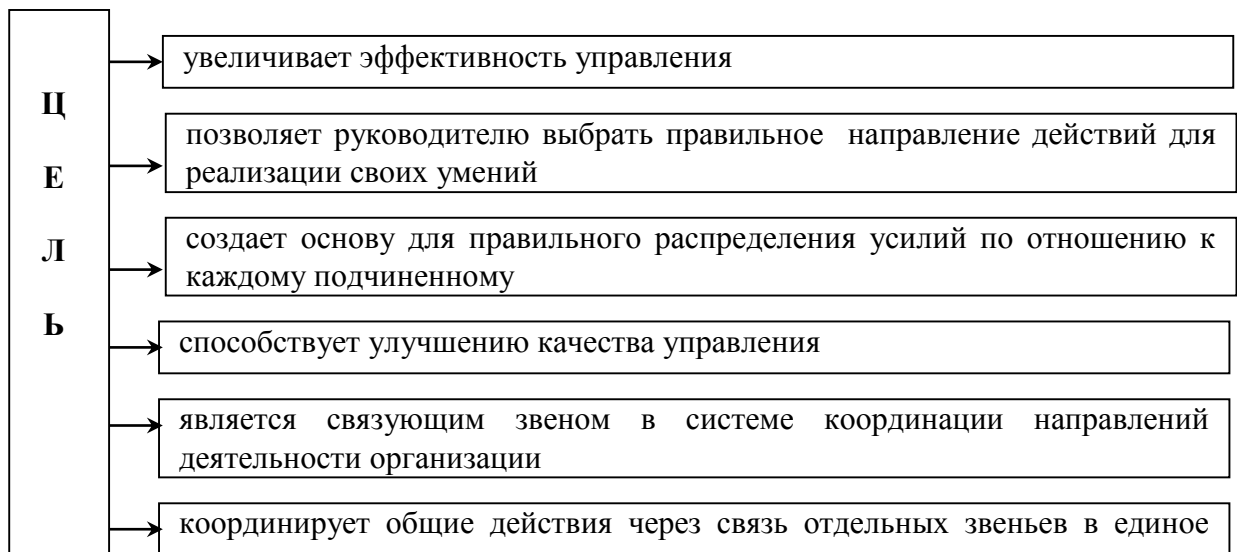 ЦЕЛЬ
увеличивает эффективность управления
позволяет руководителю выбрать правильное направление действий для
реализации своих умений
создает основу для правильного распределения усилий по отношению к
каждому подчиненному
способствует улучшению качества управления
является связующим звеном в системе координации направлений
деятельности организации
координирует общие действия через связь отдельных звеньев в единое